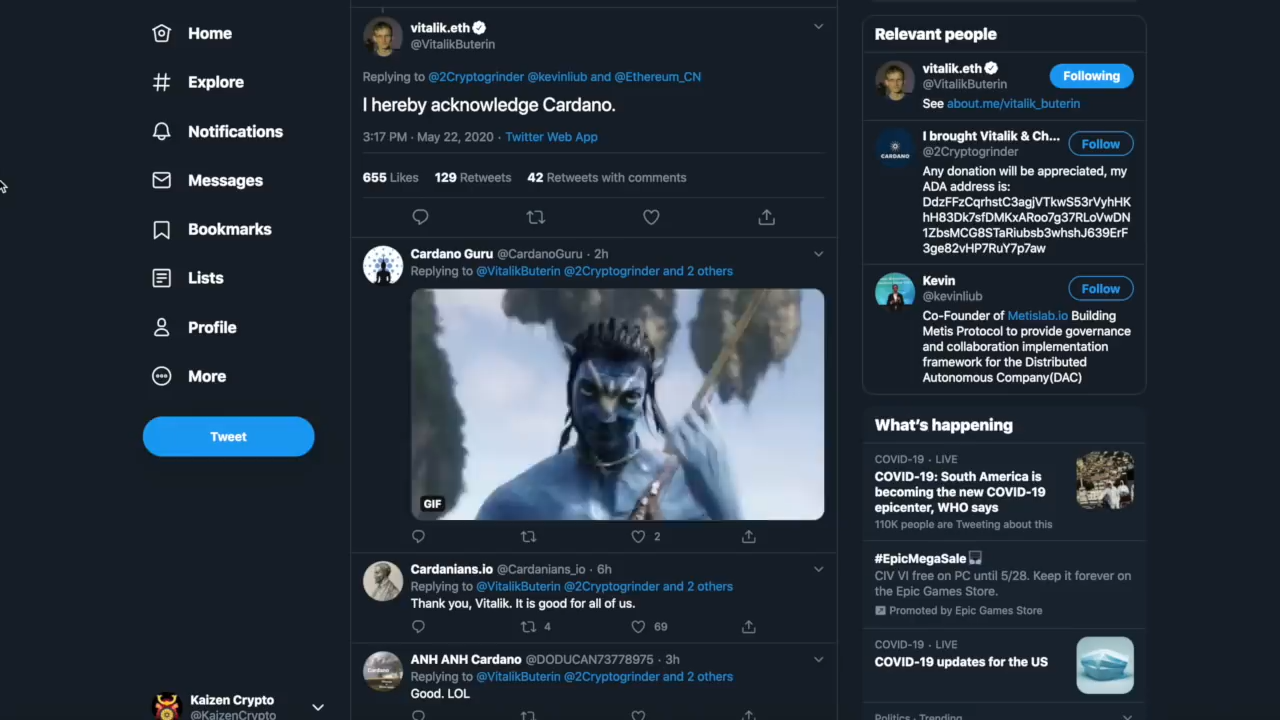 Home
Explore
Notifications
Messages
Bookmarks
Lists
Profile
More
Tweet
Kaizen Crypto
@KaizenCrypto
vitalik.eth
@VitalikButerin
Replying to @2Cryptogrinder @kevinliub and @Ethereum_CN
I hereby acknowledge Cardano.
3:17 PM · May 22, 2020 · Twitter Web App
655 Likes 129 Retweets 42 Retweets with comments
Cardano Guru @CardanoGuru · 2h
Replying to @VitalikButerin @2Cryptogrinder and 2 others
GIF
2
Cardanians.io @Cardanians_io · 6h
Replying to @VitalikButerin @2Cryptogrinder and 2 others
Thank you, Vitalik. It is good for all of us.
4 69
ANH ANH Cardano @DODUCAN73778975 · 3h
Replying to @VitalikButerin @2Cryptogrinder and 2 others
Good. LOL
Relevant people
vitalik.eth
@VitalikButerin
Following
See about.me/vitalik_buterin
CARDANO
I brought Vitalik & Ch...
@2Cryptogrinder
Follow
Any donation will be appreciated, my
ADA address is:
DdzFFzCqrhstC3agjVTkwS53rVyhHK
hH83Dk7sfDMKxARoo7g37RLoVwDN
1ZbsMCG8STaRiubsb3whshJ639ErF
3ge82vHP7RuY7p7aw
Kevin
@kevinliub
Follow
Co-Founder of Metislab.io Building
Metis Protocol to provide governance
and collaboration implementation
framework for the Distributed
Autonomous Company(DAC)
What's happening
COVID-19 · LIVE
COVID-19: South America is
becoming the new COVID-19
epicenter, WHO says
110K people are Tweeting about this
#EpicMegaSale
CIV VI free on PC until 5/28. Keep it forever on
the Epic Games Store.
Promoted by Epic Games Store
COVID-19 · LIVE
COVID-19 updates for the US
Politics · Trending